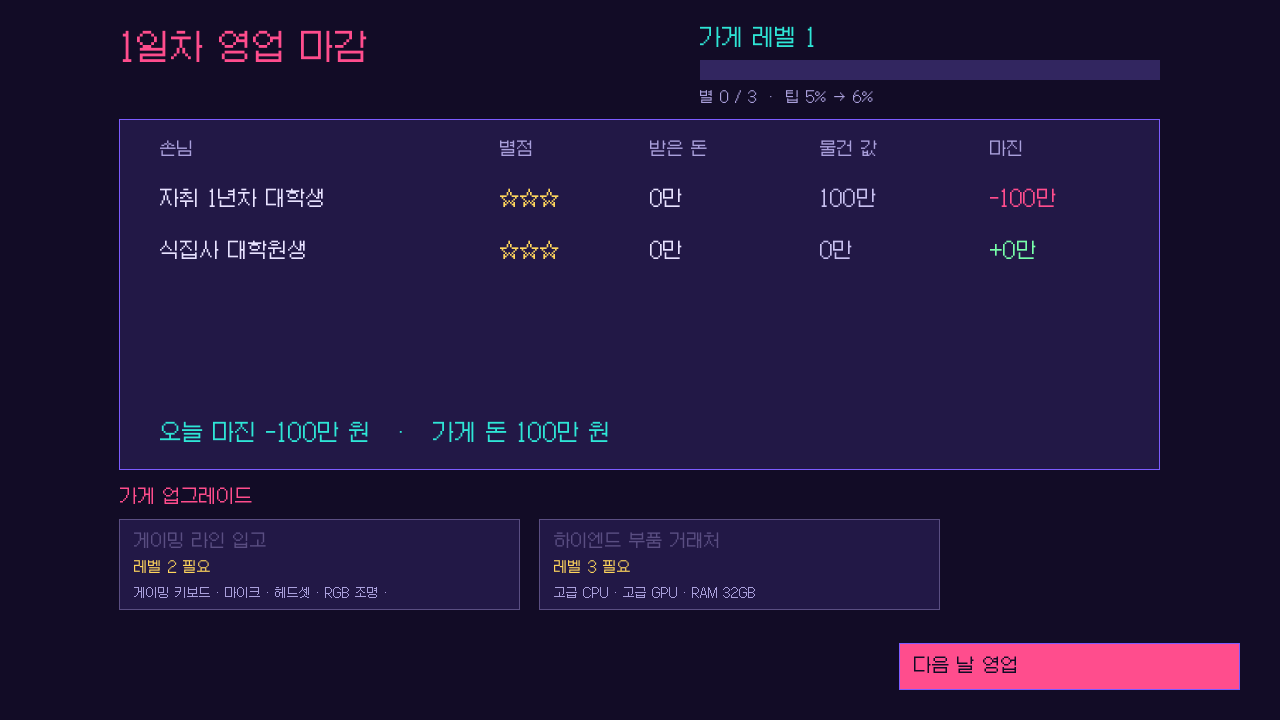 1일차 영업 마감
가게 레벨 1
별 0 / 3 · 팁 5% → 6%
손님 별점 받은 돈 물건 값 마진
자취 1년차 대학생 ☆☆☆ 0만 100만 -100만
식집사 대학원생 ☆☆☆ 0만 0만 +0만
오늘 마진 -100만 원 · 가게 돈 100만 원
가게 업그레이드
게이밍 라인 입고
레벨 2 필요
게이밍 키보드 · 마이크 · 헤드셋 · RGB 조명 ·
하이엔드 부품 거래처
레벨 3 필요
고급 CPU · 고급 GPU · RAM 32GB
다음 날 영업